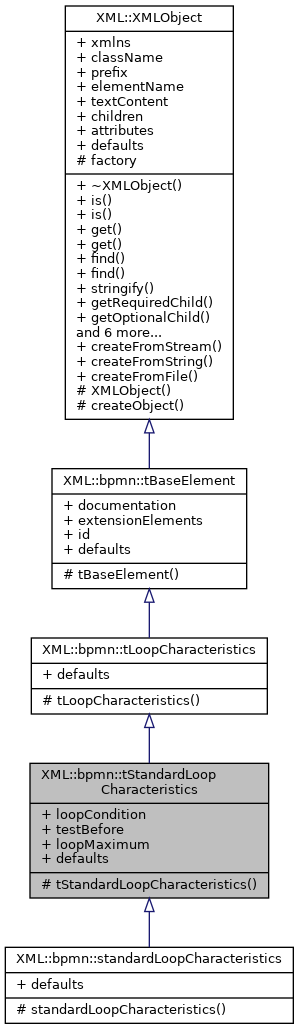 XML::XMLObject
+ xmlns
+ className
+ prefix
+ elementName
+ textContent
+ children
+ attributes
+ defaults
# factory
+ ~XMLObject()
+ is()
+ is()
+ get()
+ get()
+ find()
+ find()
+ stringify()
+ getRequiredChild()
+ getOptionalChild()
and 6 more...
+ createFromStream()
+ createFromString()
+ createFromFile()
# XMLObject()
# createObject()
XML::bpmn::tBaseElement
+ documentation
+ extensionElements
+ id
+ defaults
# tBaseElement()
XML::bpmn::tLoopCharacteristics
+ defaults
# tLoopCharacteristics()
XML::bpmn::tStandardLoop
Characteristics
+ loopCondition
+ testBefore
+ loopMaximum
+ defaults
# tStandardLoopCharacteristics()
XML::bpmn::standardLoopCharacteristics
+ defaults
# standardLoopCharacteristics()